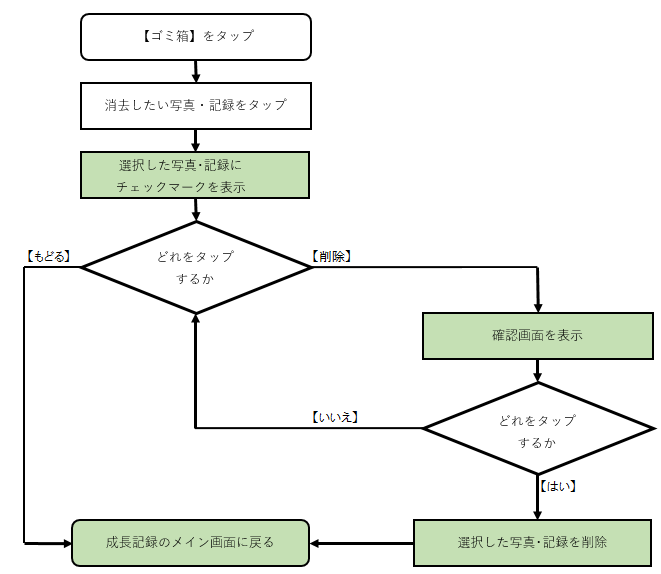 【ゴミ箱】をタップ
消去したい写真・記録をタップ
選択した写真・記録に
チェックマークを表示
【もどる】
どれをタップ
するか
【削除】
確認画面を表示
【いいえ】
どれをタップ
するか
【はい】
成長記録のメイン画面に戻る
選択した写真・記録を削除